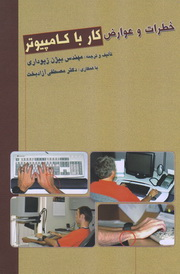 خطرات و عوارض کار با کامپیوتر
تألیف و ترجمه: مهندس بیژن زیوداری
با همکاری: دکتر مصطفی آزادبخت